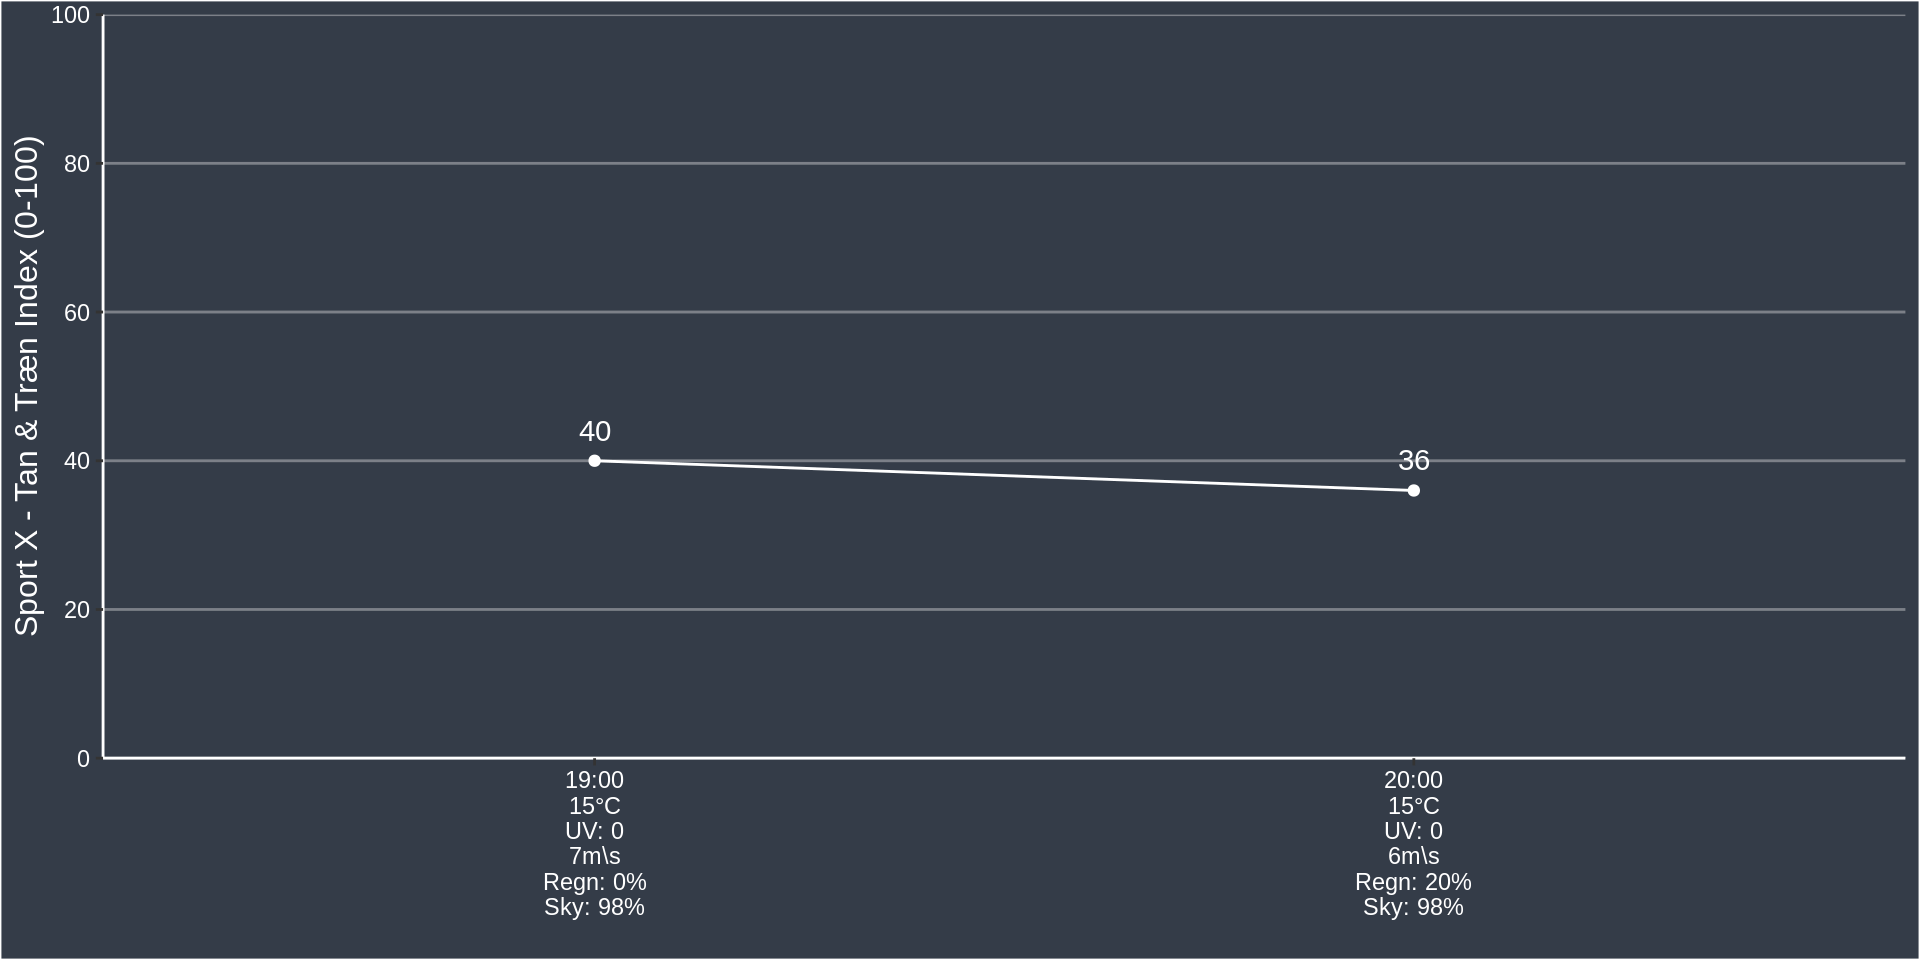 Sport X - Tan & Træn Index (0-100)
100
80
60
40
20
0
40
36
19:00
15°C
UV: 0
7m\s
Regn: 0%
Sky: 98%
20:00
15°C
UV: 0
6m\s
Regn: 20%
Sky: 98%